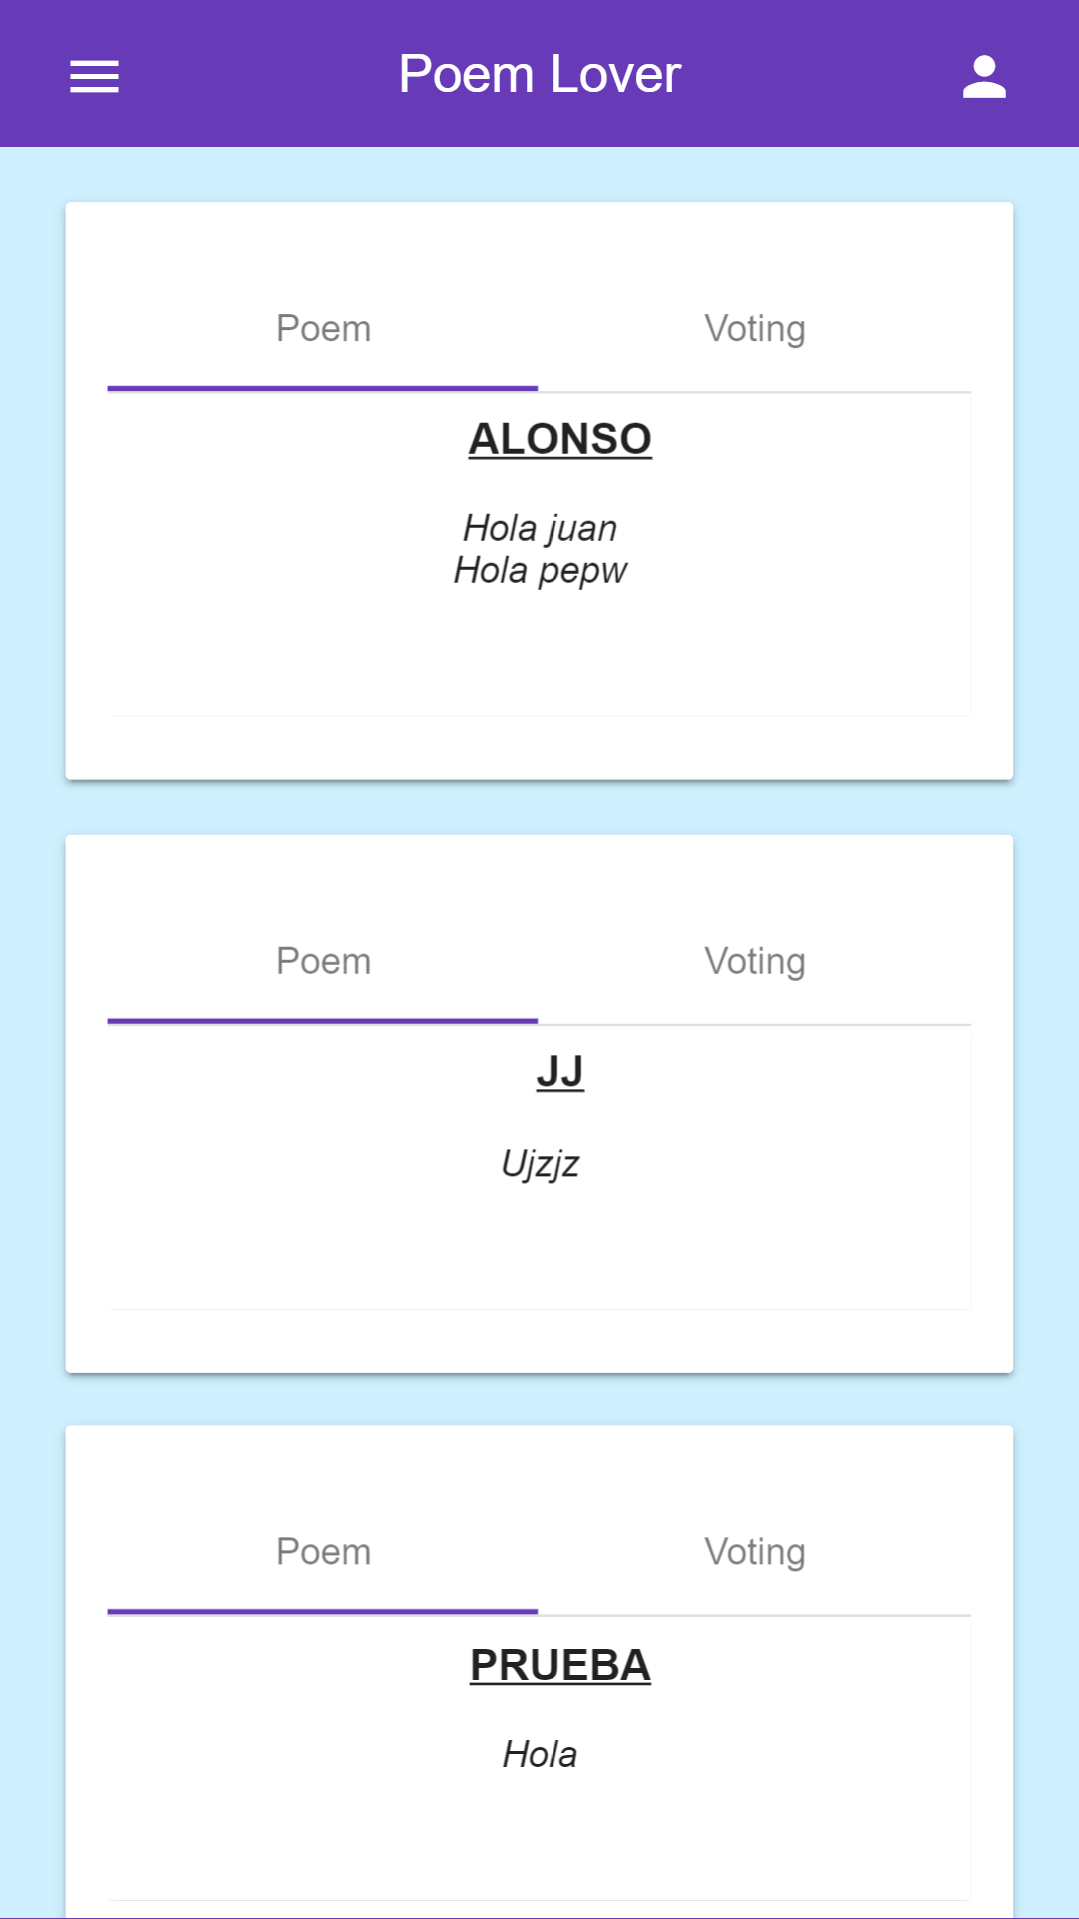 Poem Lover
Poem Voting
ALONSO
Hola juan
Hola pepw
Poem Voting
JJ
Ujzjz
Poem Voting
PRUEBA
Hola